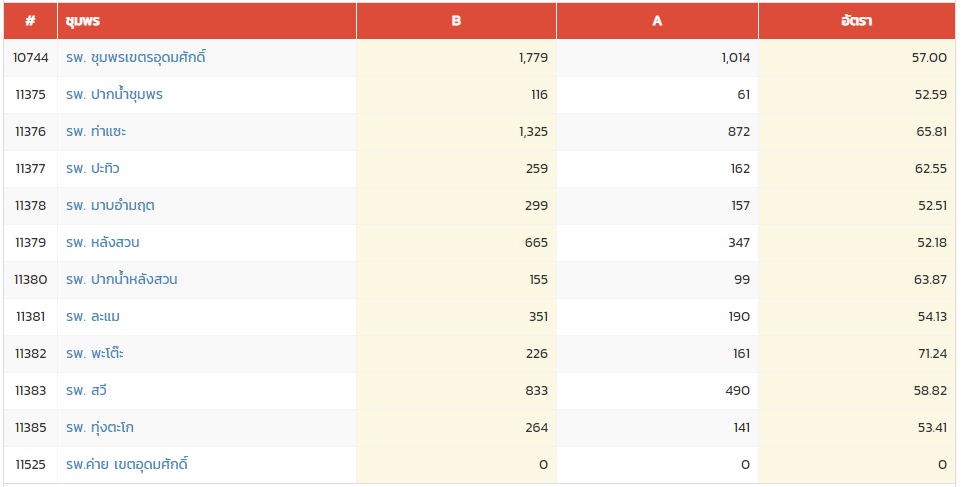 # ชุมพร B A อัตรา
10744 รพ. ชุมพรเขตรอุดมศักดิ์ 1,779 1,014 57.00
11375 รพ. ปากน้ำชุมพร 116 61 52.59
11376 รพ. ท่าแซะ 1,325 872 65.81
11377 รพ. ปะทิว 259 162 62.55
11378 รพ. มาบอำมฤต 299 157 52.51
11379 รพ. หลังสวน 665 347 52.18
11380 รพ. ปากน้ำหลังสวน 155 99 63.87
11381 รพ. ละแม 351 190 54.13
11382 รพ. พะโต๊ะ 226 161 71.24
11383 รพ. สวี 833 490 58.82
11385 รพ. ทุ่งตะโก 264 141 53.41
11525 รพ.ค่าย เขตอุดมศักดิ์ 0 0 0